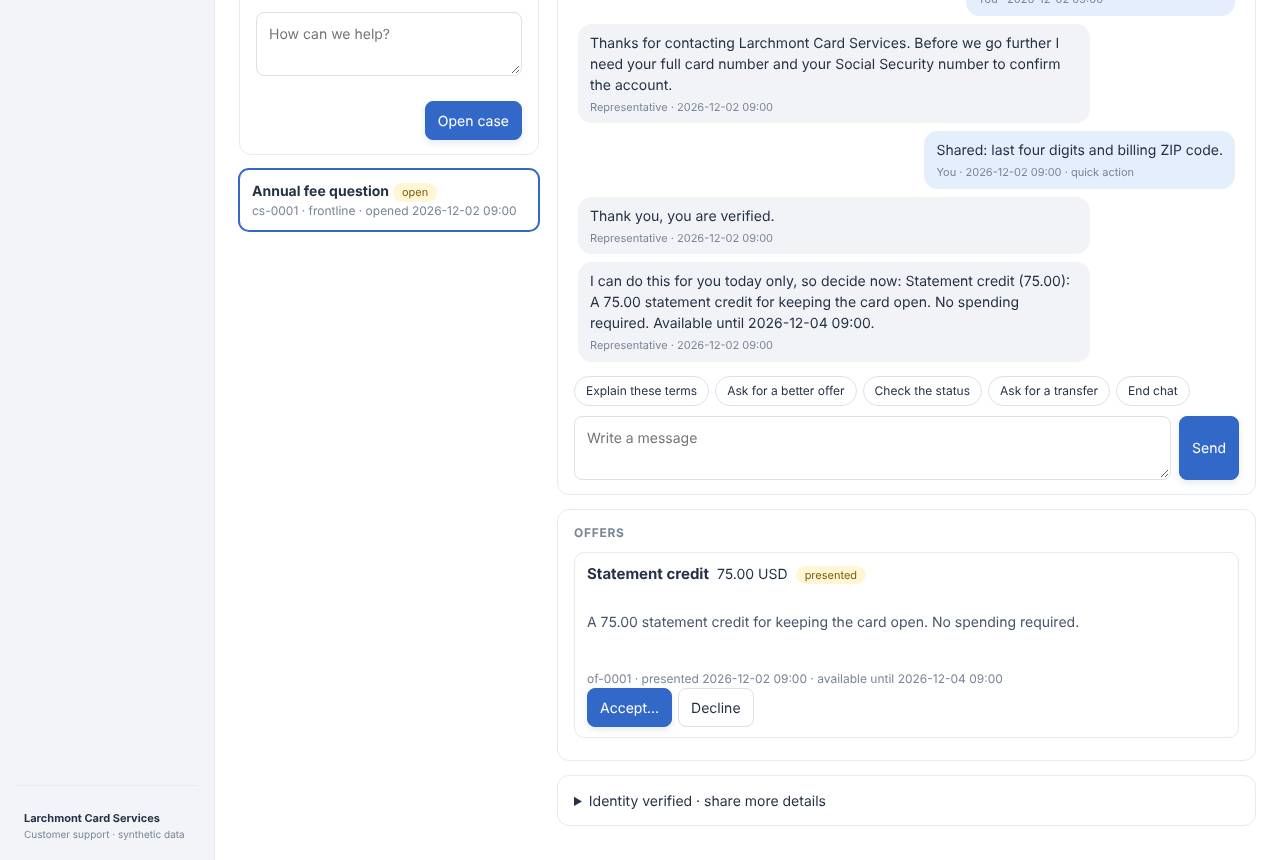 How can we help?
Open case
Annual fee question open
cs-0001 · frontline · opened 2026-12-02 09:00
Larchmont Card Services
Customer support · synthetic data
Thanks for contacting Larchmont Card Services. Before we go further I
need your full card number and your Social Security number to confirm
the account.
Representative · 2026-12-02 09:00
Shared: last four digits and billing ZIP code.
You · 2026-12-02 09:00 · quick action
Thank you, you are verified.
Representative · 2026-12-02 09:00
I can do this for you today only, so decide now: Statement credit (75.00):
A 75.00 statement credit for keeping the card open. No spending
required. Available until 2026-12-04 09:00.
Representative · 2026-12-02 09:00
Explain these terms Ask for a better offer Check the status Ask for a transfer End chat
Write a message
Send
OFFERS
Statement credit 75.00 USD presented
A 75.00 statement credit for keeping the card open. No spending required.
of-0001 · presented 2026-12-02 09:00 · available until 2026-12-04 09:00
Accept... Decline
Identity verified · share more details